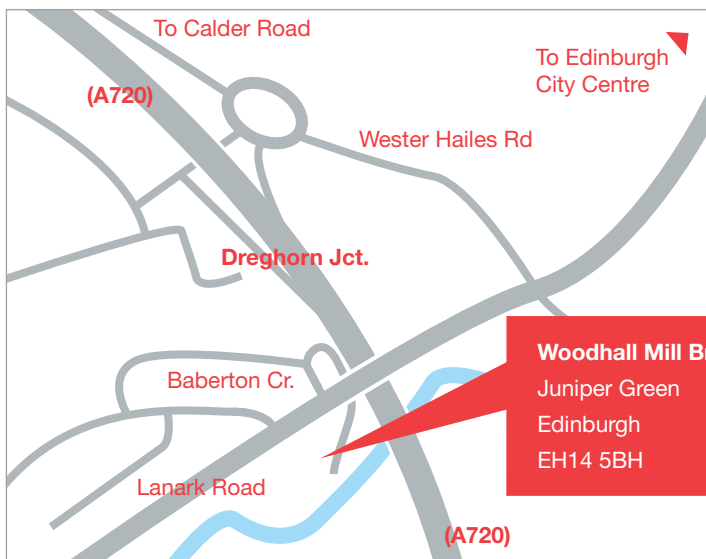 To Calder Road
To Edinburgh
City Centre
(A720)
Wester Hailes Rd
Dreghorn Jct.
Woodhall Mill
Baberton Cr.
Juniper Green
Edinburgh
EH14 5BH
Lanark Road
(A720)